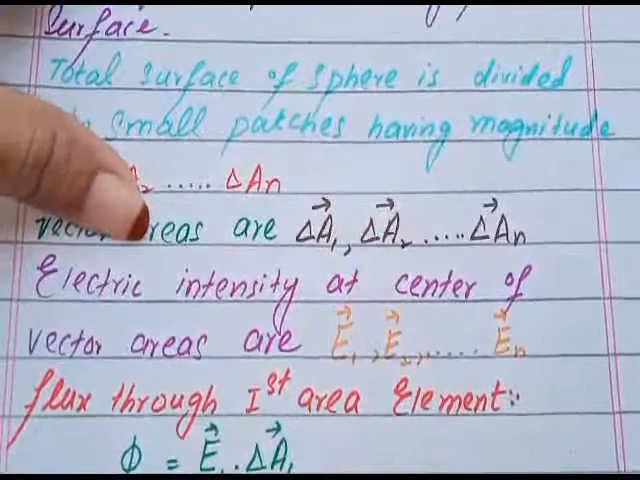 Surface.
Total surface of sphere is divided
small patches having magnitude
..... ΔAn
vector areas are ΔA⃗₁, ΔA⃗₂ ..... ΔA⃗n
Electric intensity at center of
vector areas are E⃗₁, E⃗₂, ..... E⃗n
flux through Iˢᵗ area Element:
ϕ = E⃗₁ . ΔA⃗₁